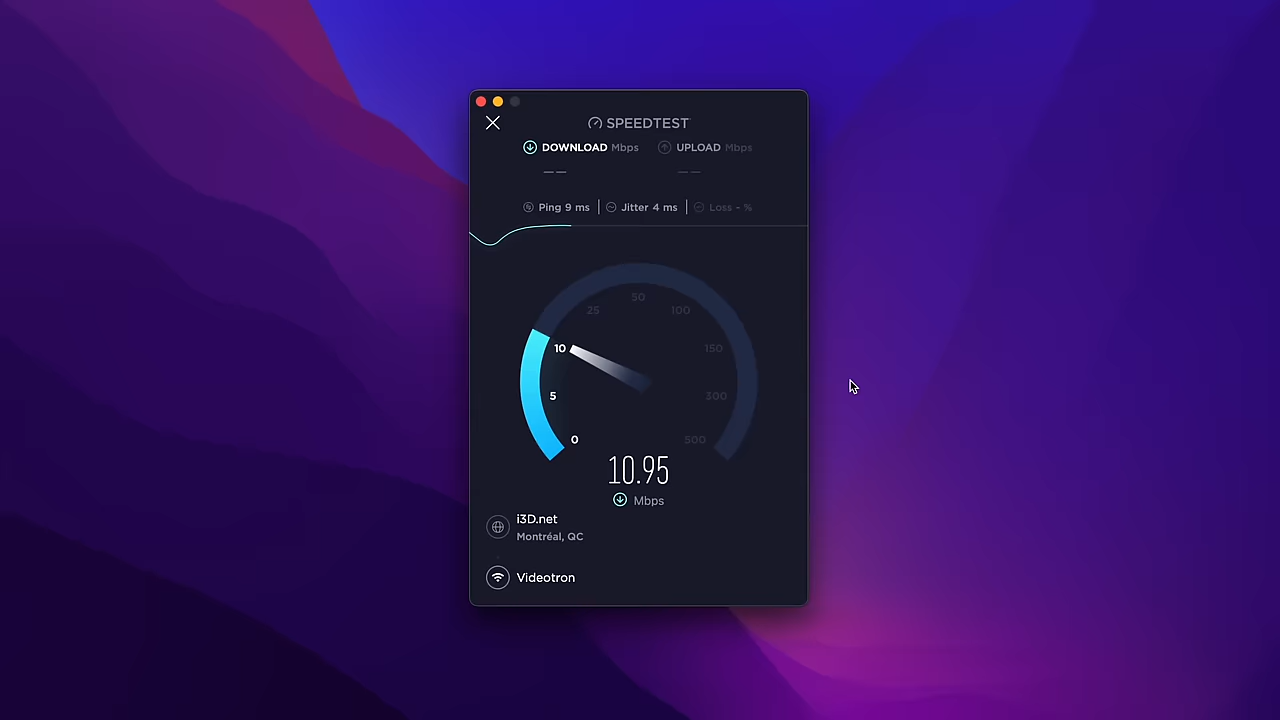 SPEEDTEST
DOWNLOAD Mbps UPLOAD Mbps
— — — —
Ping 9 ms Jitter 4 ms Loss - %
50
25 100
10 150
5 300
0 500
10.95
Mbps
i3D.net
Montréal, QC
Videotron